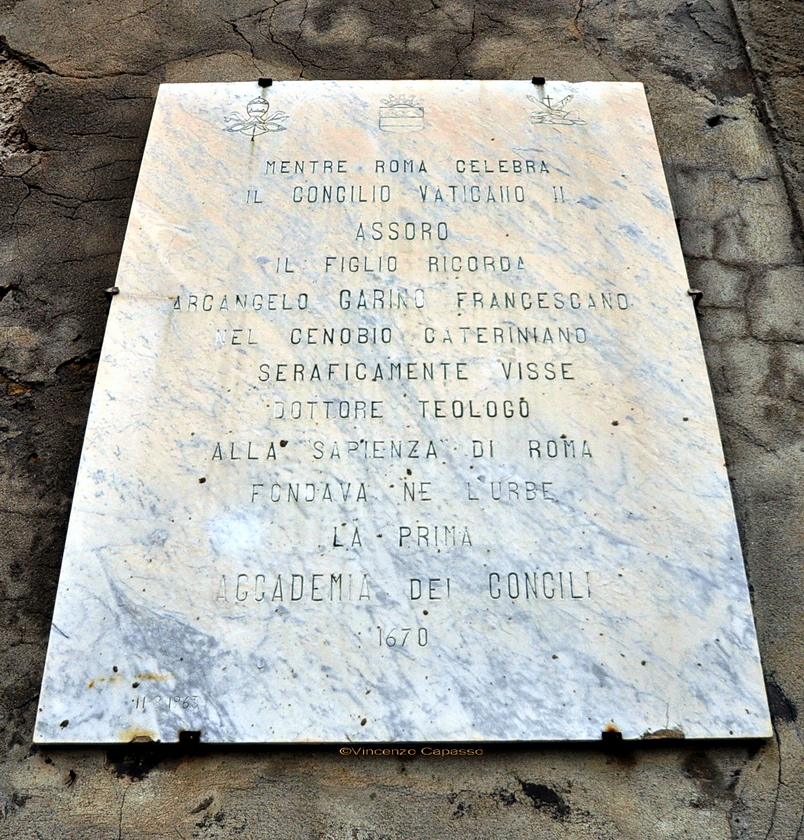 MENTRE ROMA CELEBRA
IL CONCILIO VATICANO II
ASSORO
IL FIGLIO RICORDA
ARCANGELO GARINO FRANCESCANO
NEL CENOBIO CATERINIANO
SERAFICAMENTE VISSE
DOTTORE TEOLOGO
ALLA "SAPIENZA" DI ROMA
FONDAVA NE L'URBE
LA PRIMA
ACCADEMIA DEI CONCILI
1670
©Vincenzo Capasso